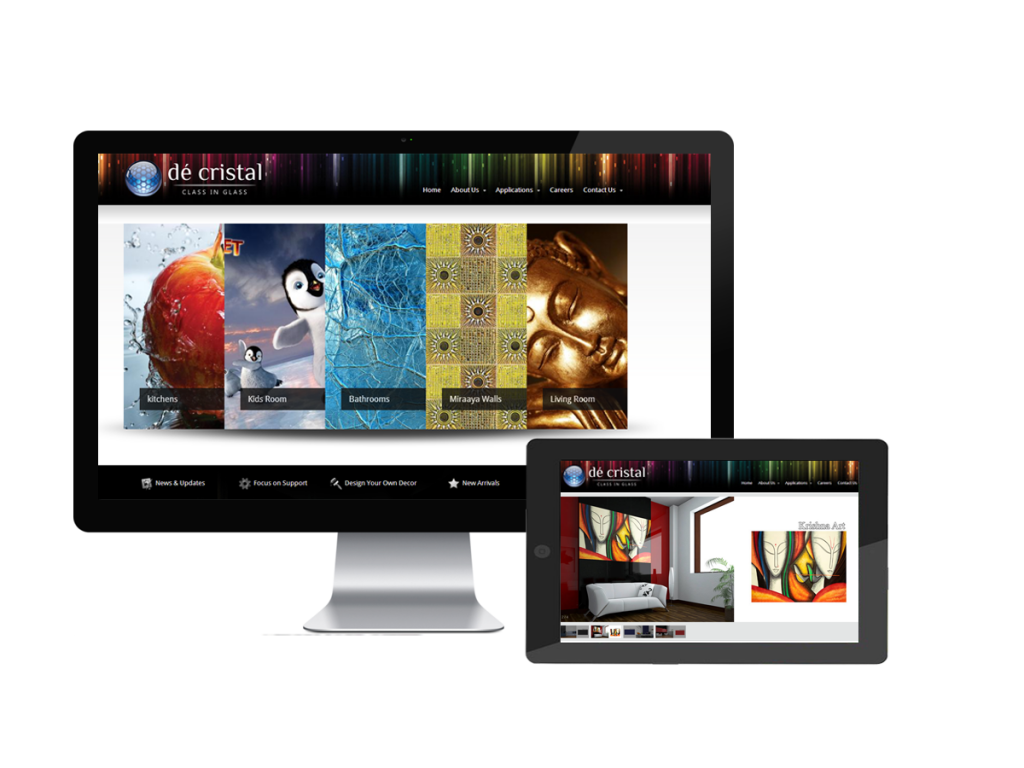 dé cristal
CLASS IN GLASS
Home About Us Applications Careers Contact Us
ET
kitchens Kids Room Bathrooms Miraaya Walls Living Room
News & Updates Focus on Support Design Your Own Decor New Arrivals
dé cristal
CLASS IN GLASS
Home About Us Applications Careers Contact Us
Krishna Art